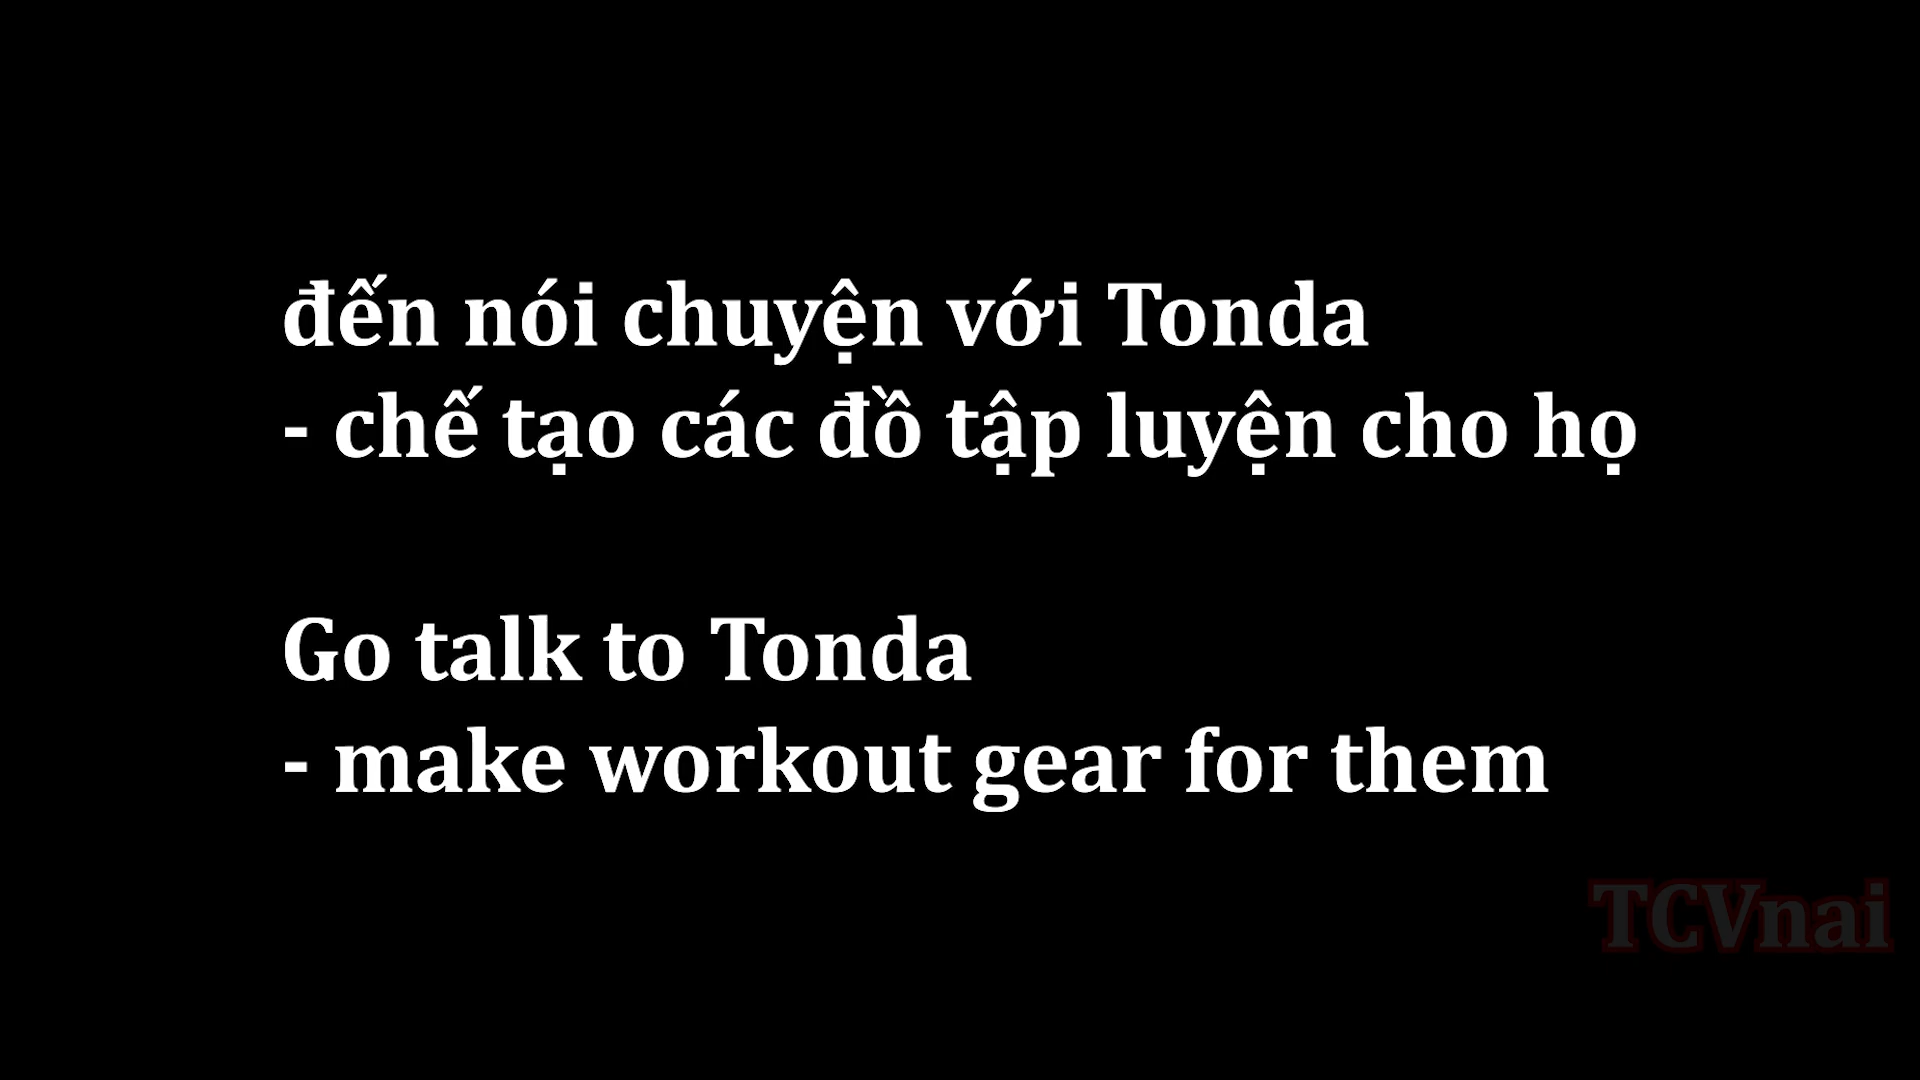 đến nói chuyện với Tonda
- chế tạo các đồ tập luyện cho họ
Go talk to Tonda
- make workout gear for them
TCVnai